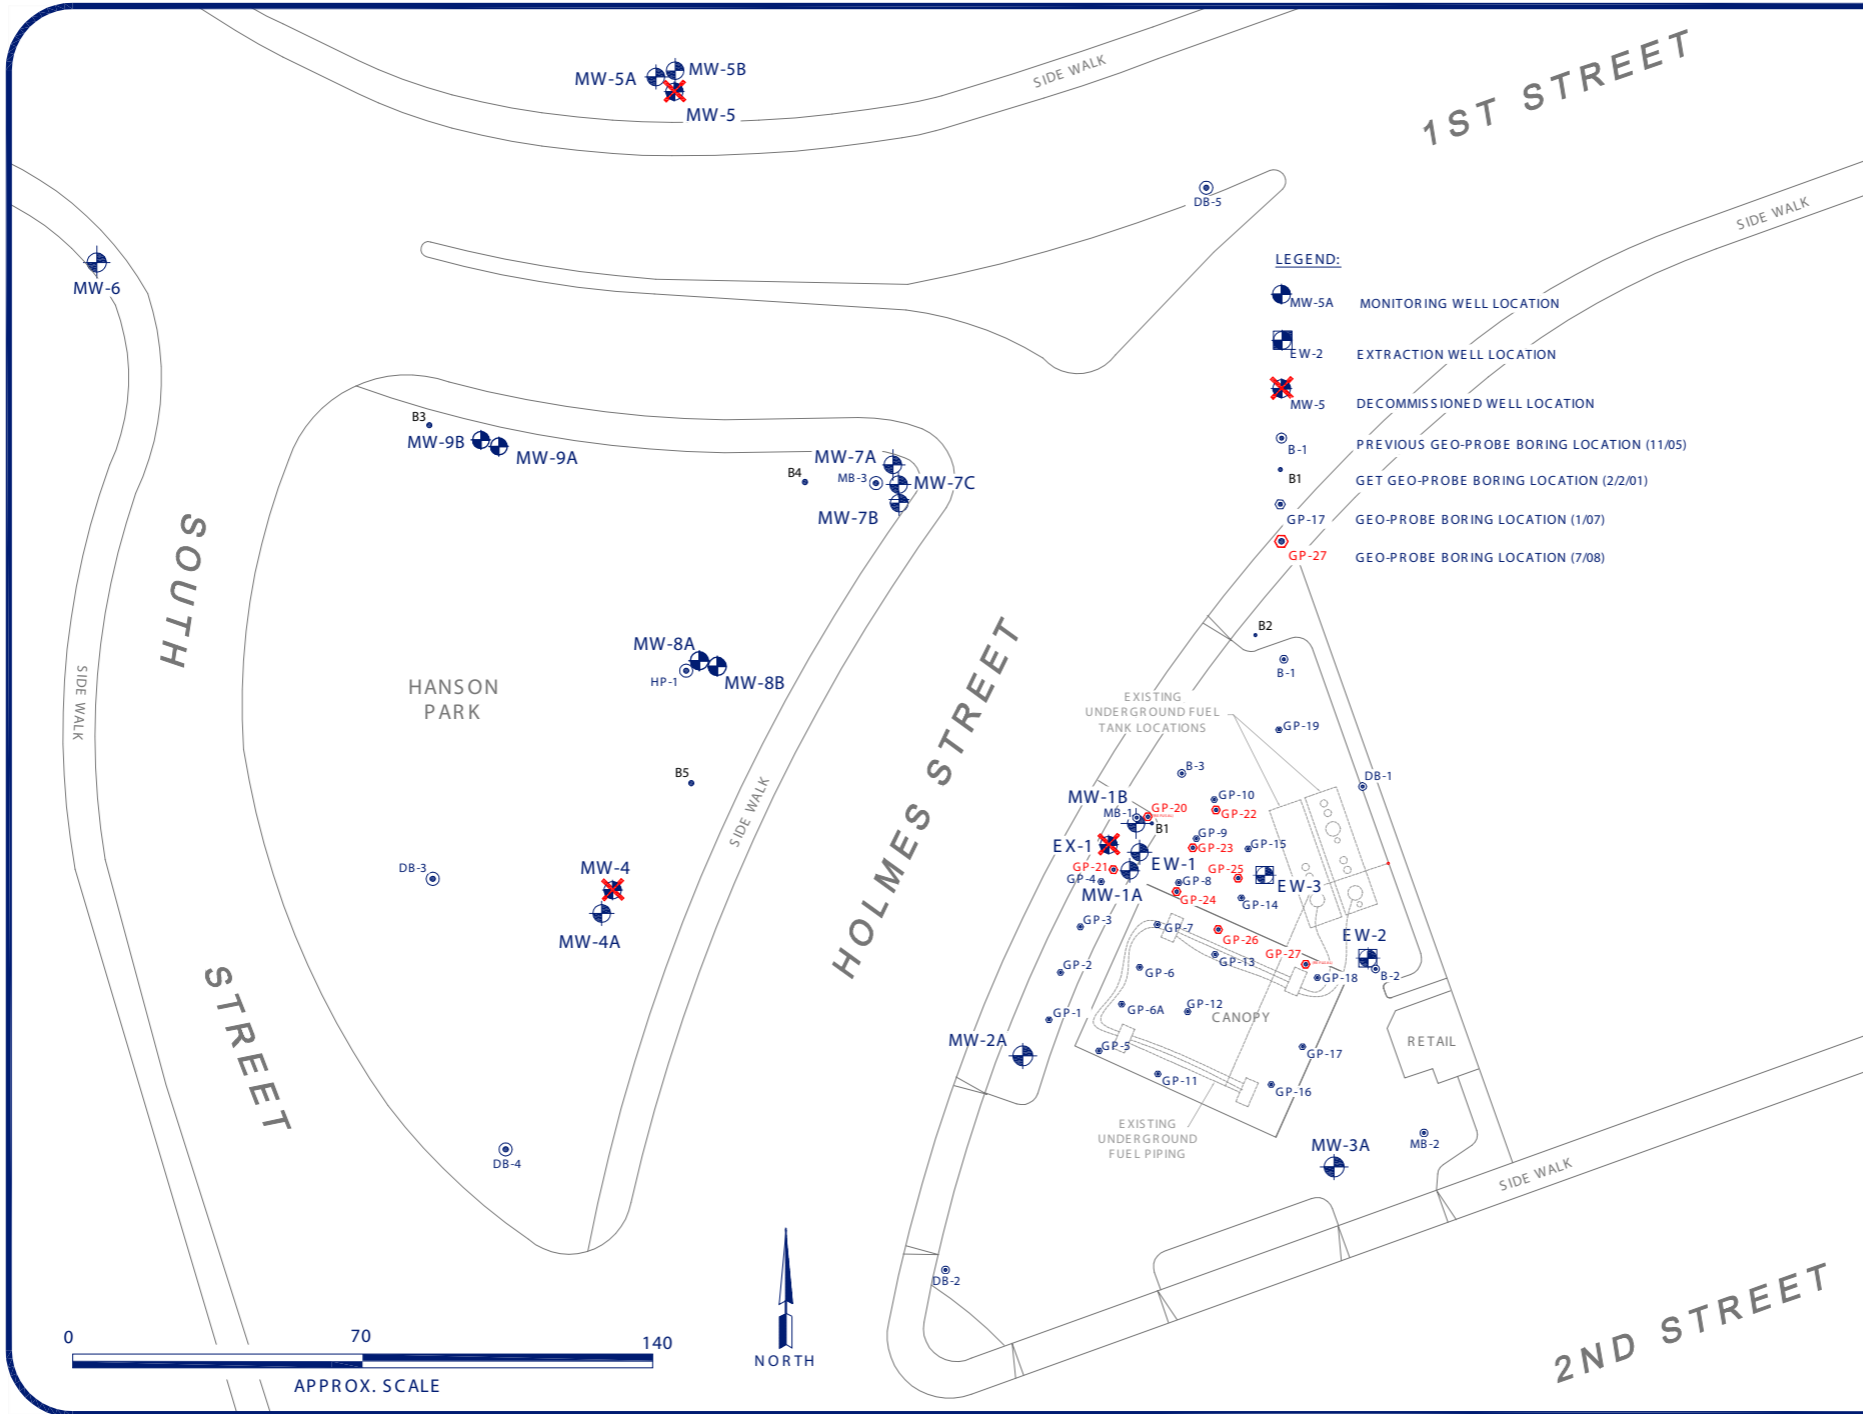 MW-5A
MW-5B
MW-5
SIDE WALK
1ST STREET
DB-5
SIDE WALK
MW-6
LEGEND:
MW-5A MONITORING WELL LOCATION
EW-2 EXTRACTION WELL LOCATION
MW-5 DECOMMISSIONED WELL LOCATION
B-1 PREVIOUS GEO-PROBE BORING LOCATION (11/05)
B1 GET GEO-PROBE BORING LOCATION (2/2/01)
GP-17 GEO-PROBE BORING LOCATION (1/07)
GP-27 GEO-PROBE BORING LOCATION (7/08)
B3
MW-9B
MW-9A
B4
MW-7A
MB-3
MW-7C
MW-7B
SOUTH
STREET
SIDE WALK
HANSON
PARK
MW-8A
HP-1
MW-8B
B5
SIDE WALK
DB-3
MW-4
MW-4A
DB-4
HOLMES STREET
B2
B-1
EXISTING
UNDERGROUND FUEL
TANK LOCATIONS
GP-19
B-3
DB-1
MW-1B
MB-1
GP-20
B1
GP-10
GP-22
EX-1
EW-1
GP-9
GP-23
GP-15
GP-21
GP-4
MW-1A
GP-8
GP-24
GP-25
EW-3
GP-14
GP-3
GP-7
GP-26
EW-2
GP-2
GP-6
GP-13
GP-27
GP-18
B-2
GP-1
GP-6A
GP-12
CANOPY
RETAIL
MW-2A
GP-5
GP-17
GP-11
GP-16
EXISTING
UNDERGROUND
FUEL PIPING
MW-3A
MB-2
SIDE WALK
DB-2
2ND STREET
0 70 140
APPROX. SCALE
NORTH